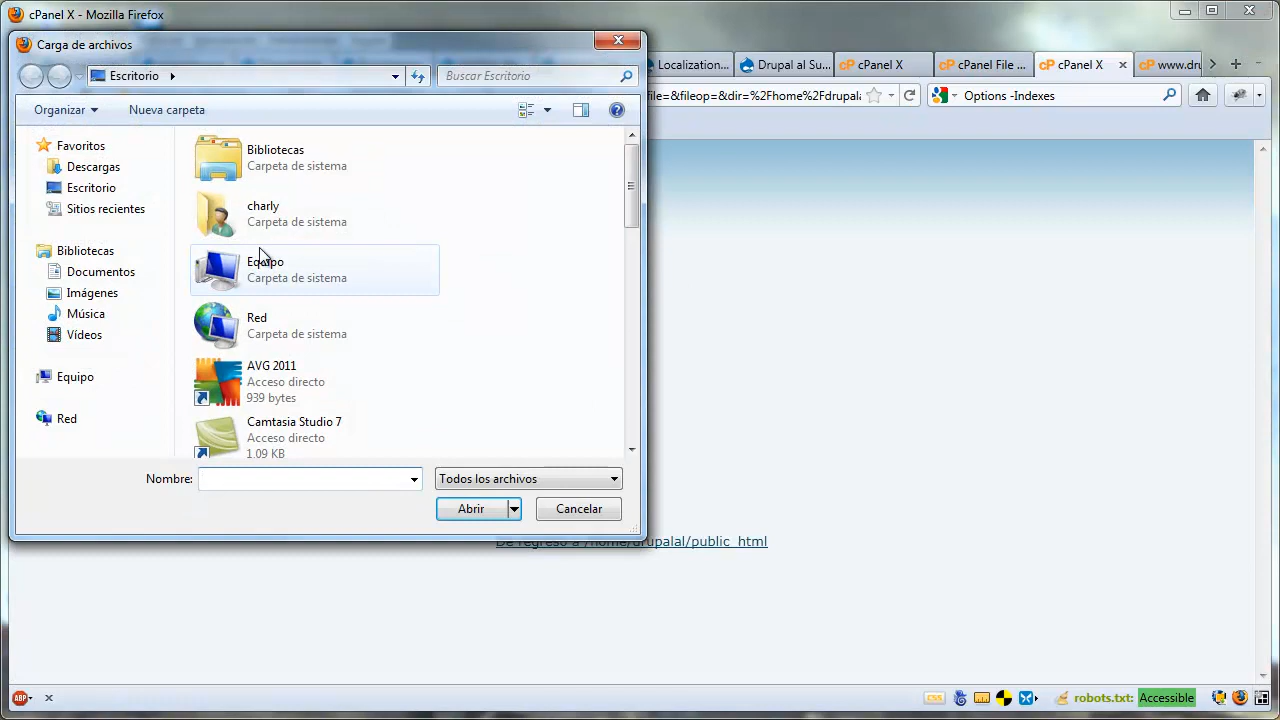 cPanel X - Mozilla Firefox
Carga de archivos
Escritorio
Buscar Escritorio
Localization...
Drupal al Su...
cPanel X
cPanel File ...
cPanel X
www.dru
file=&fileop=&dir=%2Fhome%2Fdrupala
Options -Indexes
Organizar
Nueva carpeta
Favoritos
Descargas
Escritorio
Sitios recientes
Bibliotecas
Documentos
Imágenes
Música
Vídeos
Equipo
Red
Bibliotecas
Carpeta de sistema
charly
Carpeta de sistema
Equipo
Carpeta de sistema
Red
Carpeta de sistema
AVG 2011
Acceso directo
939 bytes
Camtasia Studio 7
Acceso directo
1.09 KB
Nombre:
Todos los archivos
Abrir
Cancelar
De regreso a /home/drupalal/public_html
ABP
CSS
robots.txt: Accessible